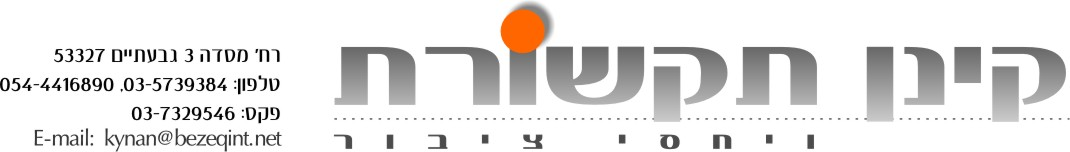 קינן תקשורת
ויחסי ציבור
רח' מסדה 3 גבעתיים 53327
טלפון: 03-5739384, 054-4416890
פקס: 03-7329546
E-mail: kynan@bezeqint.net